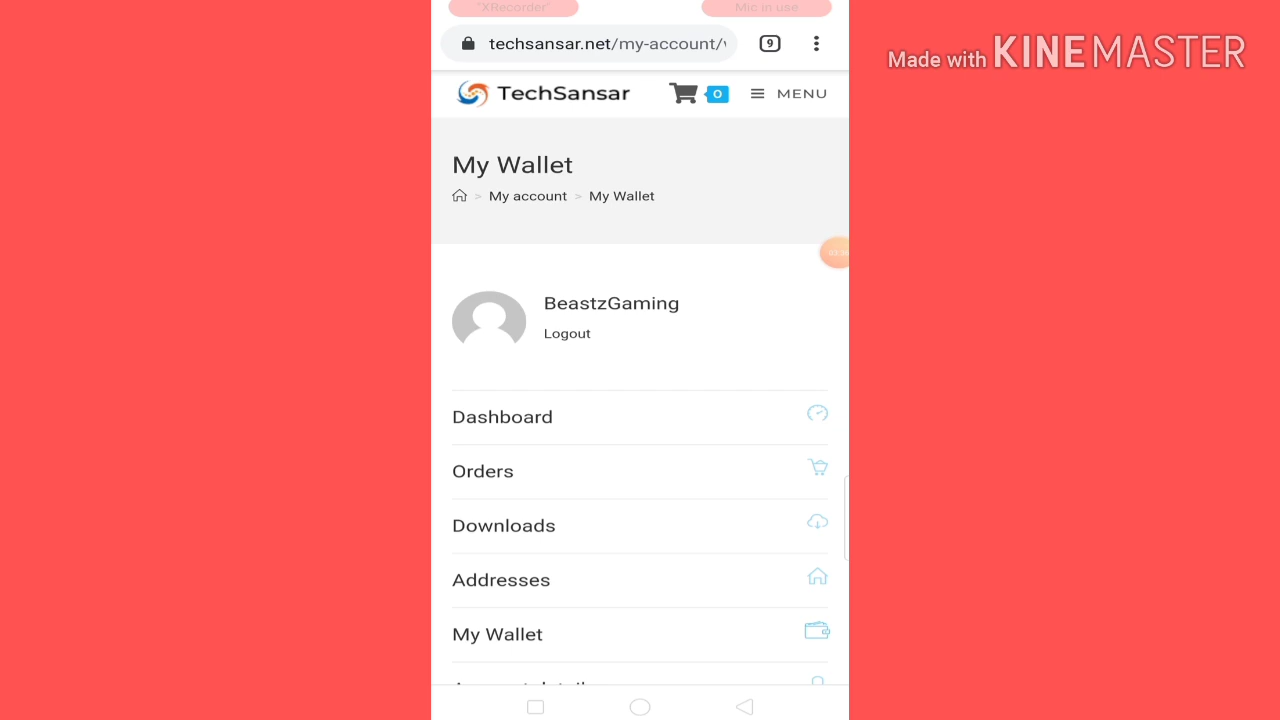 "XRecorder"
Mic in use
techsansar.net/my-account/
9
Made with KINEMASTER
TechSansar
0
MENU
My Wallet
> My account > My Wallet
BeastzGaming
Logout
Dashboard
Orders
Downloads
Addresses
My Wallet